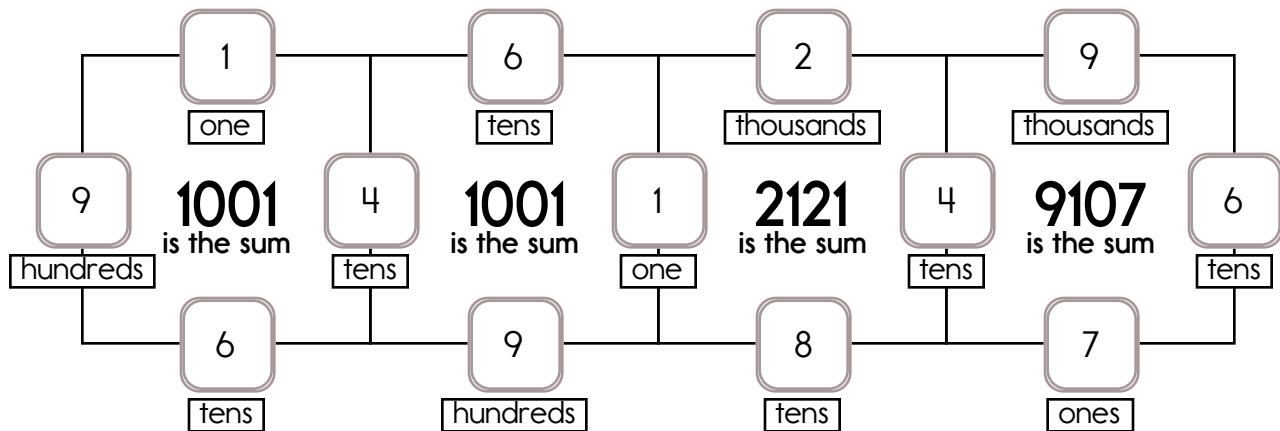 1 6 2 9
one tens thousands thousands
9 1001 4 1001 1 2121 4 9107 6
is the sum is the sum is the sum is the sum
hundreds tens one tens tens
6 9 8 7
tens hundreds tens ones